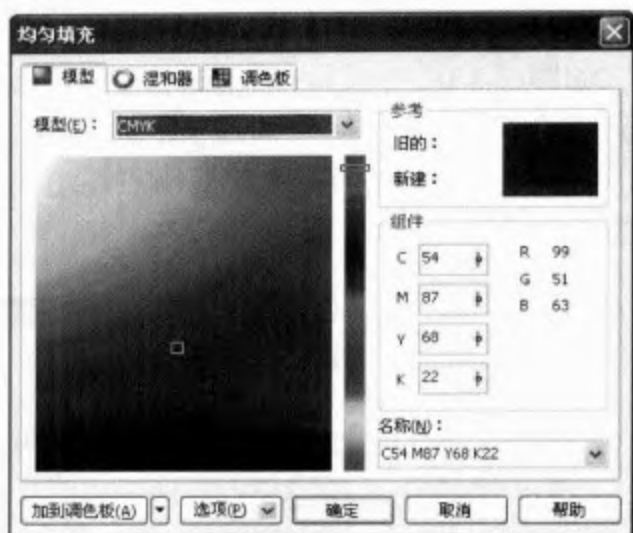 均匀填充
模型 混和器 调色板
模型(E)： CMYK
参考
旧的：
新建：
组件
C 54 R 99
M 87 G 51
Y 68 B 63
K 22
名称(N)：
C54 M87 Y68 K22
加到调色板(A) 选项(P) 确定 取消 帮助